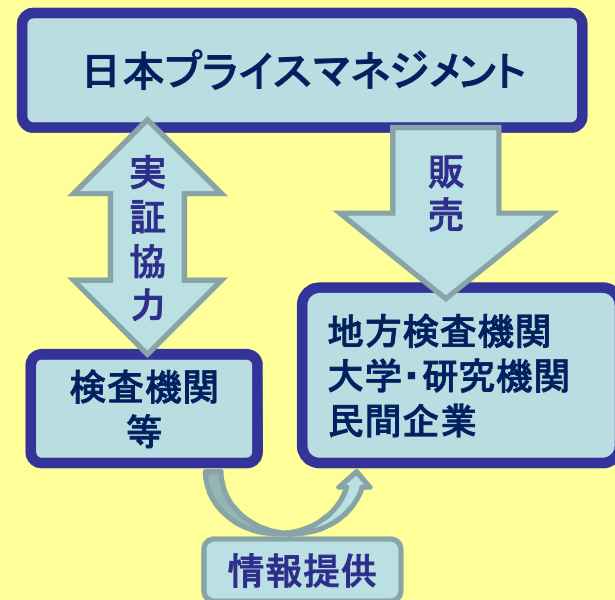 日本プライスマネジメント
実証協力
販売
検査機関
等
地方検査機関
大学・研究機関
民間企業
情報提供